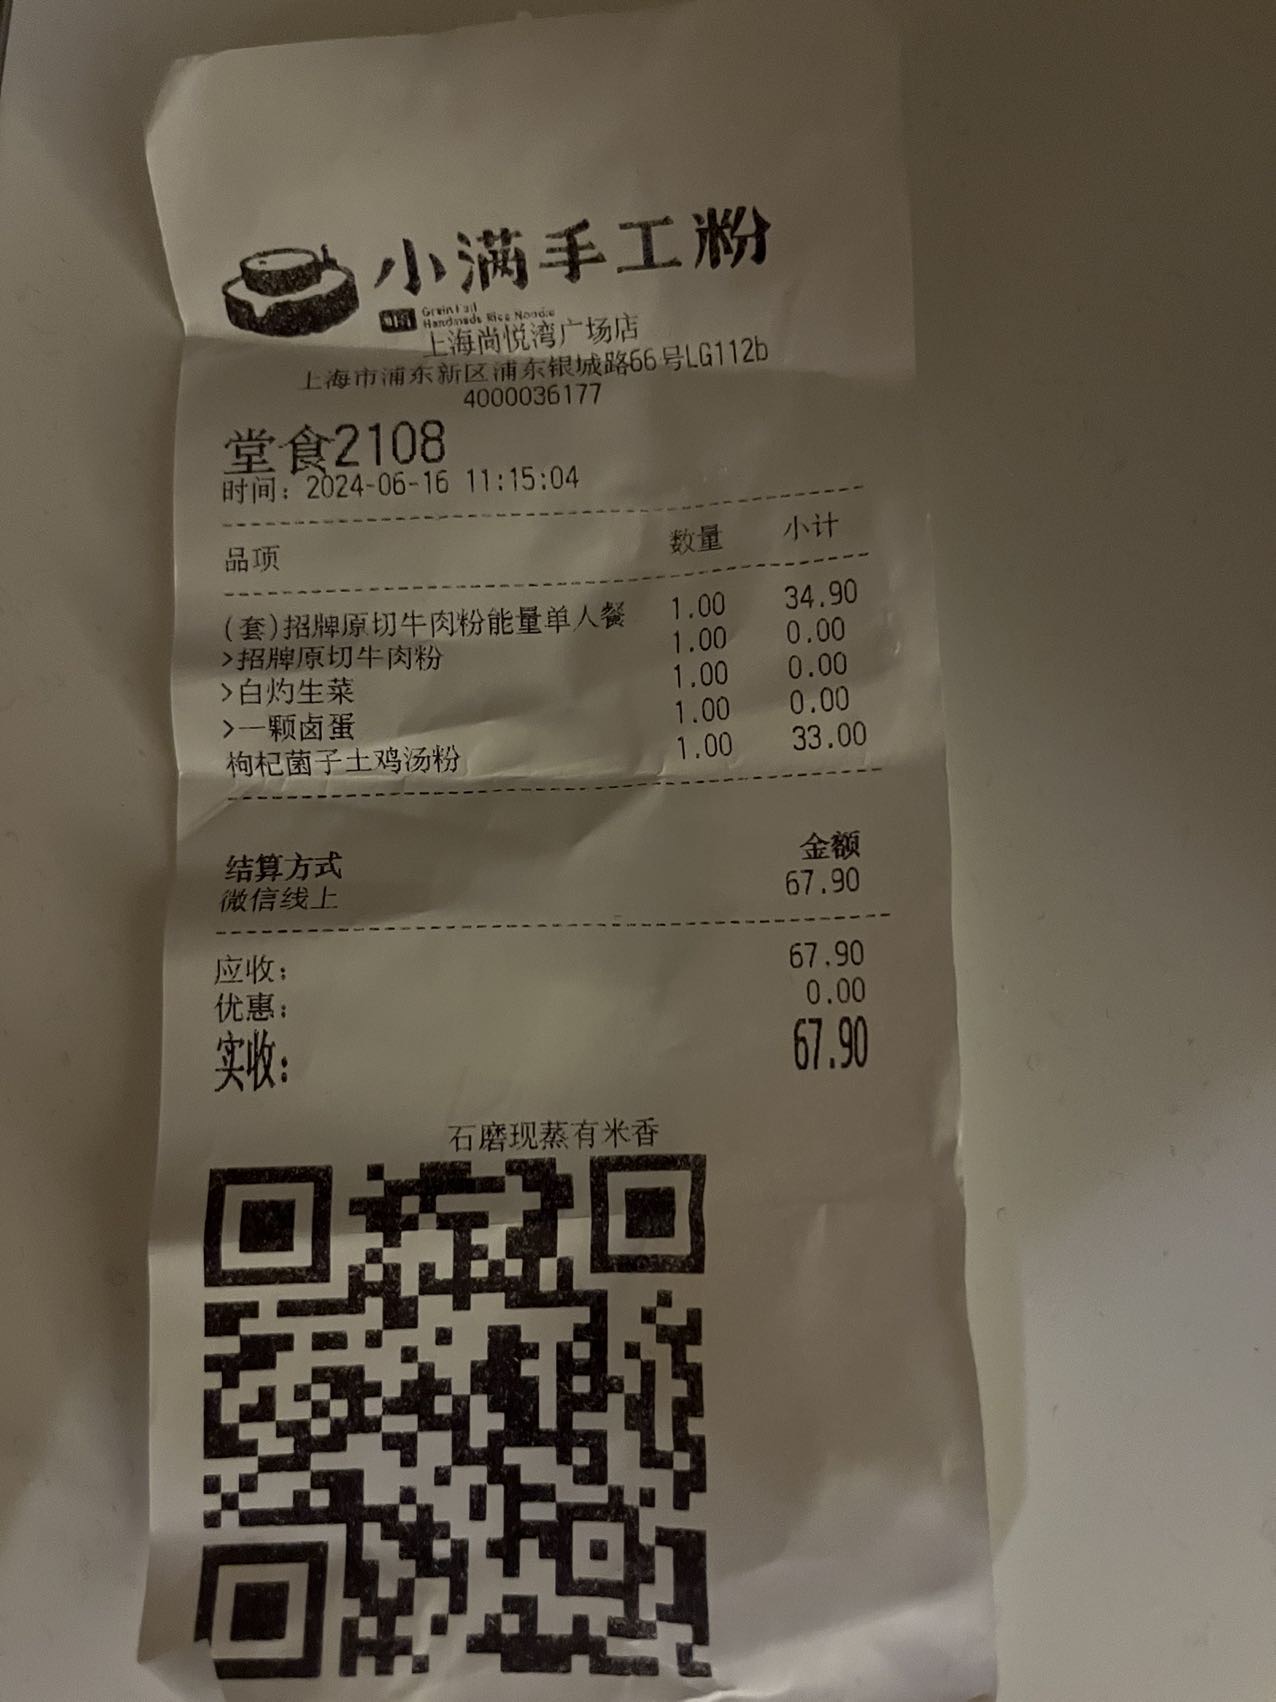 小满手工粉
Handmade Rice Noodle
上海尚悦湾广场店
上海市浦东新区浦东银城路66号LG112b
4000036177
堂食2108
时间：2024-06-16 11:15:04
品项 数量 小计
(套)招牌原切牛肉粉能量单人餐 1.00 34.90
>招牌原切牛肉粉 1.00 0.00
>白灼生菜 1.00 0.00
>一颗卤蛋 1.00 0.00
枸杞菌子土鸡汤粉 1.00 33.00
结算方式 金额
微信线上 67.90
应收： 67.90
优惠： 0.00
实收： 67.90
石磨现蒸有米香